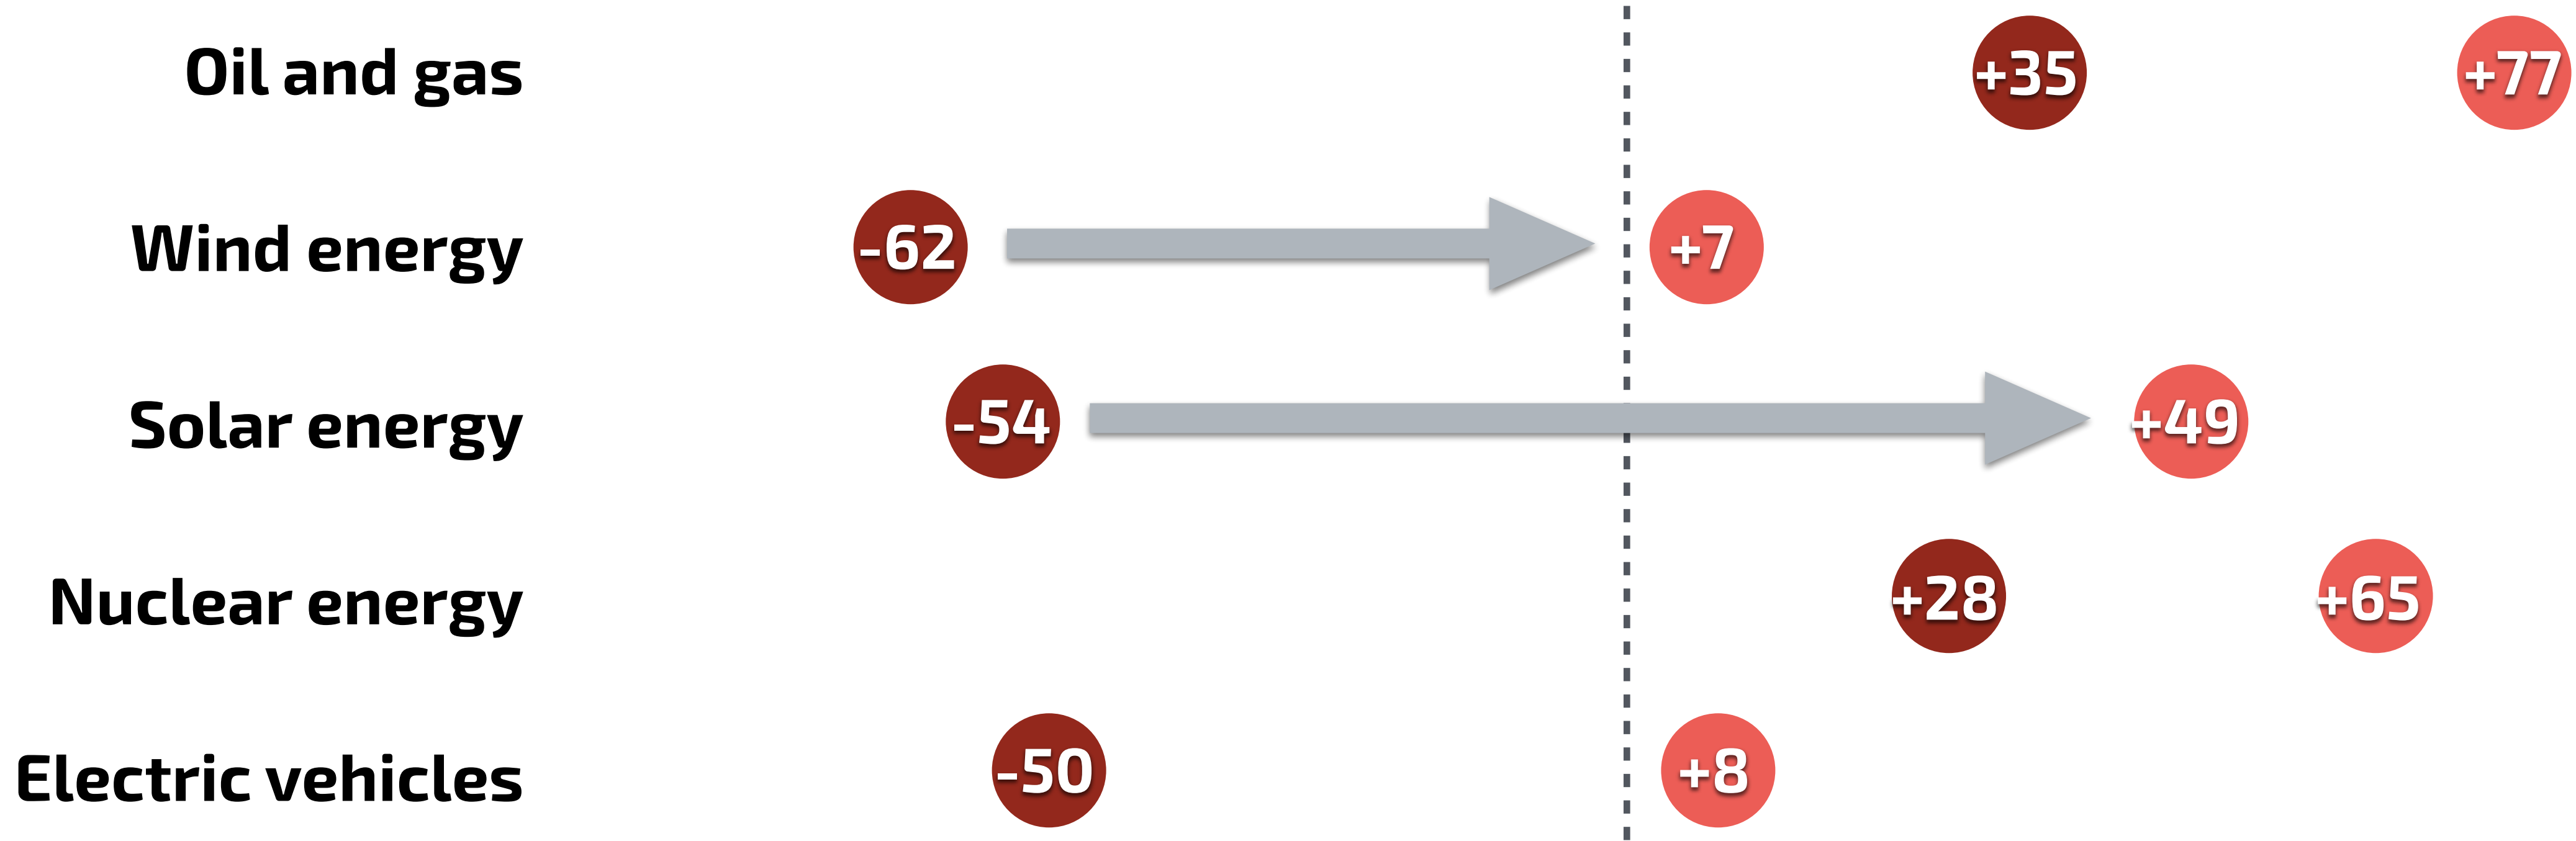 Oil and gas +35 +77
Wind energy -62 +7
Solar energy -54 +49
Nuclear energy +28 +65
Electric vehicles -50 +8